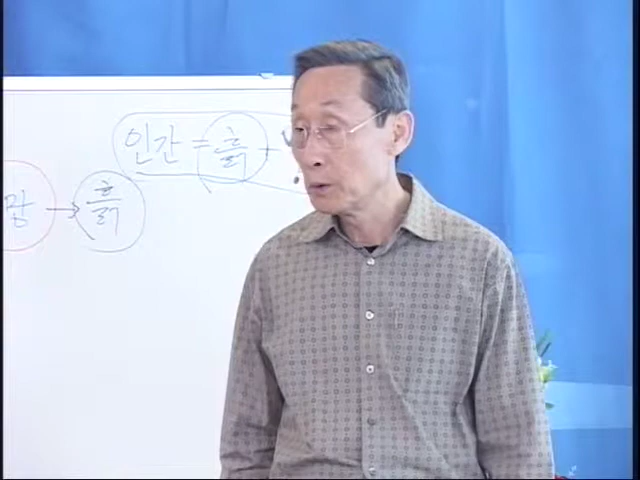 인간 = 흙 +
→ 흙